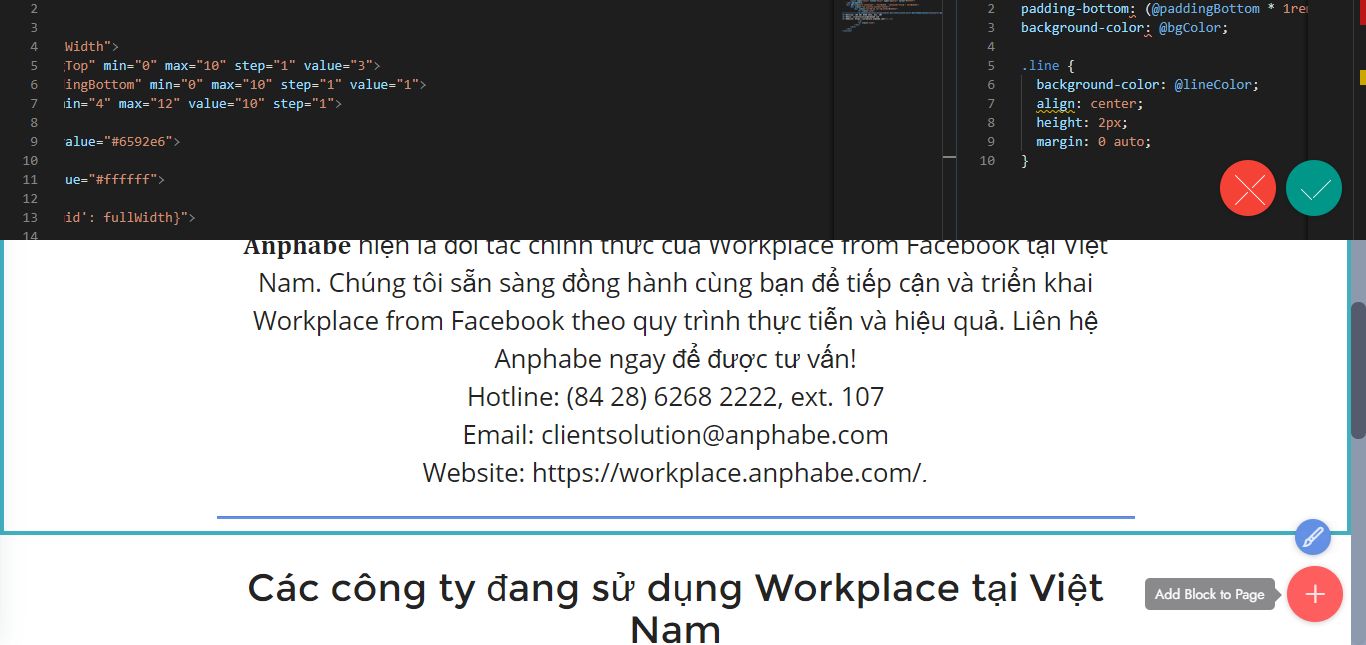 2
3
4 Width">
5 Top" min="0" max="10" step="1" value="3">
6 ingBottom" min="0" max="10" step="1" value="1">
7 in="4" max="12" value="10" step="1">
8
9 alue="#6592e6">
10
11 ue="#ffffff">
12
13 id': fullWidth}">
14
2 padding-bottom: (@paddingBottom * 1re
3 background-color: @bgColor;
4
5 .line {
6 background-color: @lineColor;
7 align: center;
8 height: 2px;
9 margin: 0 auto;
10 }
Anphabe hiện là đối tác chính thức của Workplace from Facebook tại Việt
Nam. Chúng tôi sẵn sàng đồng hành cùng bạn để tiếp cận và triển khai
Workplace from Facebook theo quy trình thực tiễn và hiệu quả. Liên hệ
Anphabe ngay để được tư vấn!
Hotline: (84 28) 6268 2222, ext. 107
Email: clientsolution@anphabe.com
Website: https://workplace.anphabe.com/.
Các công ty đang sử dụng Workplace tại Việt
Nam
Add Block to Page